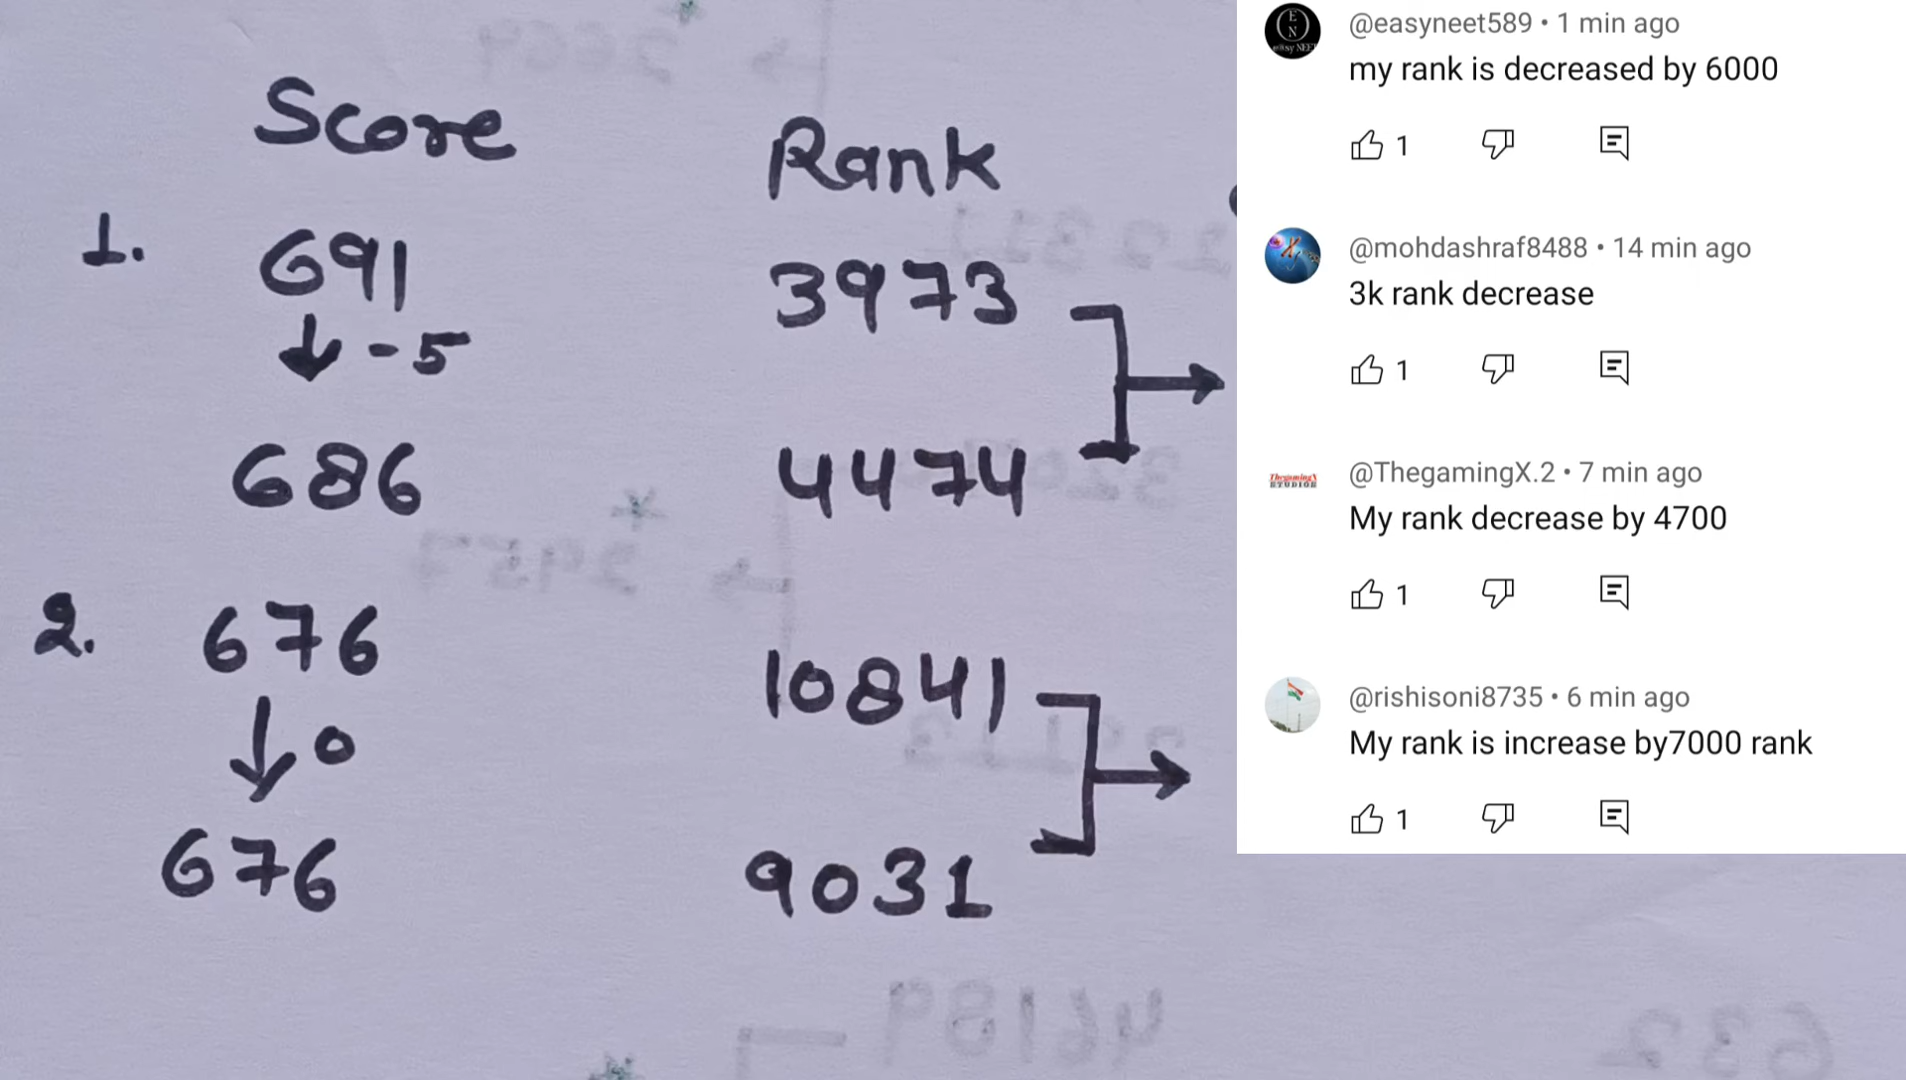 Score
Rank
1.
691
3973
↓ - 5
686
4474
2.
676
10841
↓ 0
676
9031
@easyneet589 • 1 min ago
my rank is decreased by 6000
1
@mohdashraf8488 • 14 min ago
3k rank decrease
1
@ThegamingX.2 • 7 min ago
My rank decrease by 4700
1
@rishisoni8735 • 6 min ago
My rank is increase by7000 rank
1